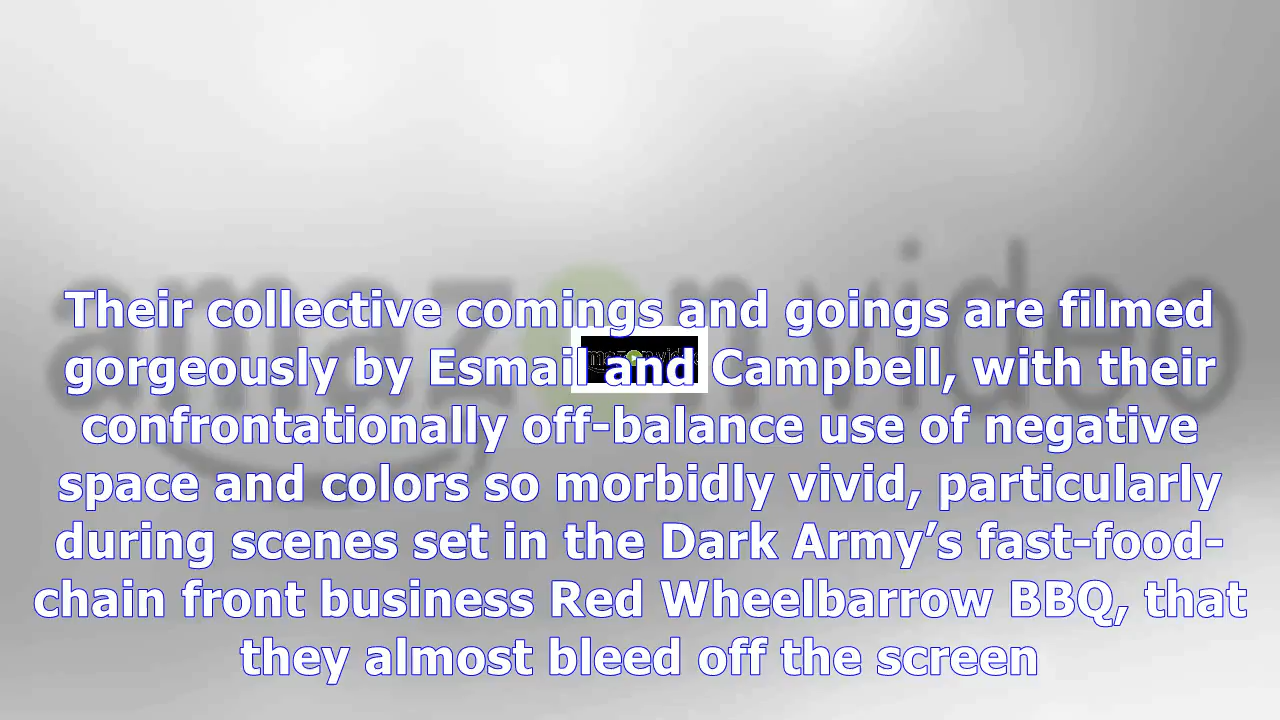 amazon video
Their collective comings and goings are filmed
gorgeously by Esmail and Campbell, with their
confrontationally off-balance use of negative
space and colors so morbidly vivid, particularly
during scenes set in the Dark Army’s fast-food-
chain front business Red Wheelbarrow BBQ, that
they almost bleed off the screen